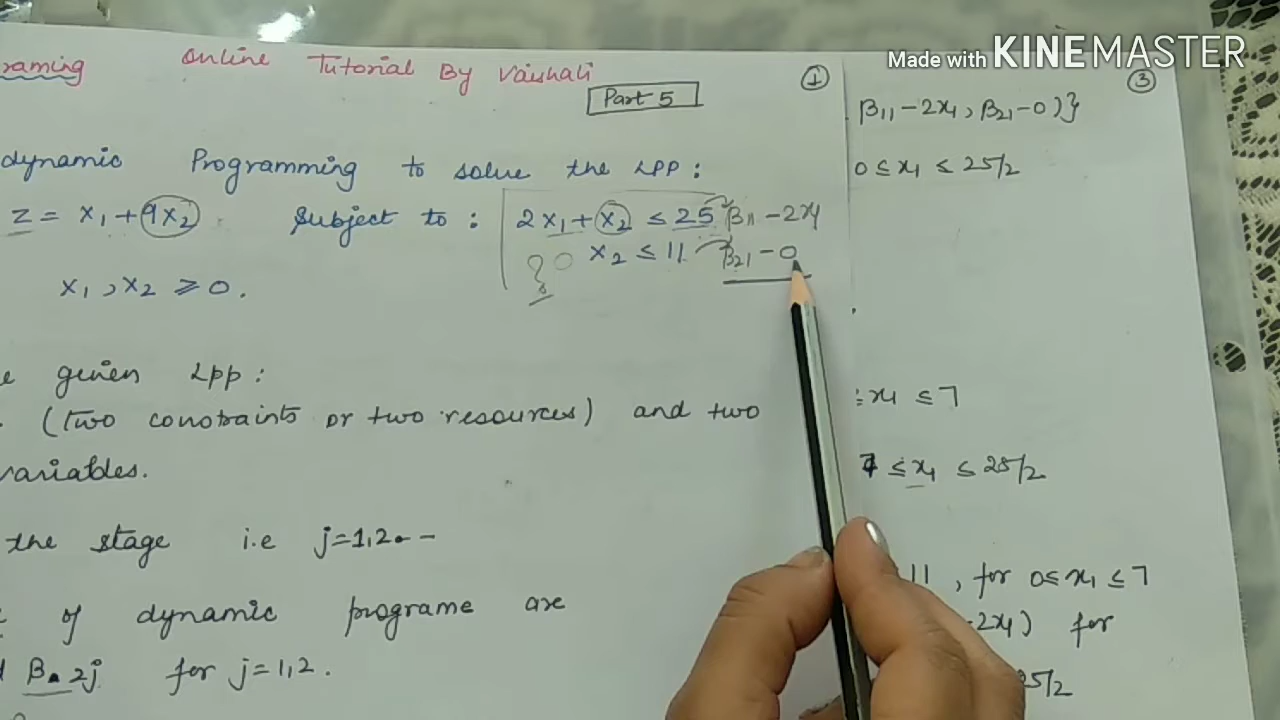 Made with KINEMASTER
raming Online Tutorial By Vaishali
Part 5
①
dynamic Programming to solve the LPP :
z = x₁ + 9x₂ Subject to : 2x₁ + x₂ ≤ 25 β₁₁ - 2x₁
x₂ ≤ 11 β₂₁ - 0
x₁, x₂ ≥ 0.
e given Lpp :
(two constraints or two resources) and two
variables.
the stage i.e j=1,2. -
of dynamic programe are
β. 2j for j=1,2.
③
β₁₁ - 2x₁, β₂₁ - 0)}
0 ≤ x₁ ≤ 25/2
x₁ ≤ 7
7 ≤ x₁ ≤ 25/2
11, for 0≤x₁ ≤ 7
-2x₁) for
25/2